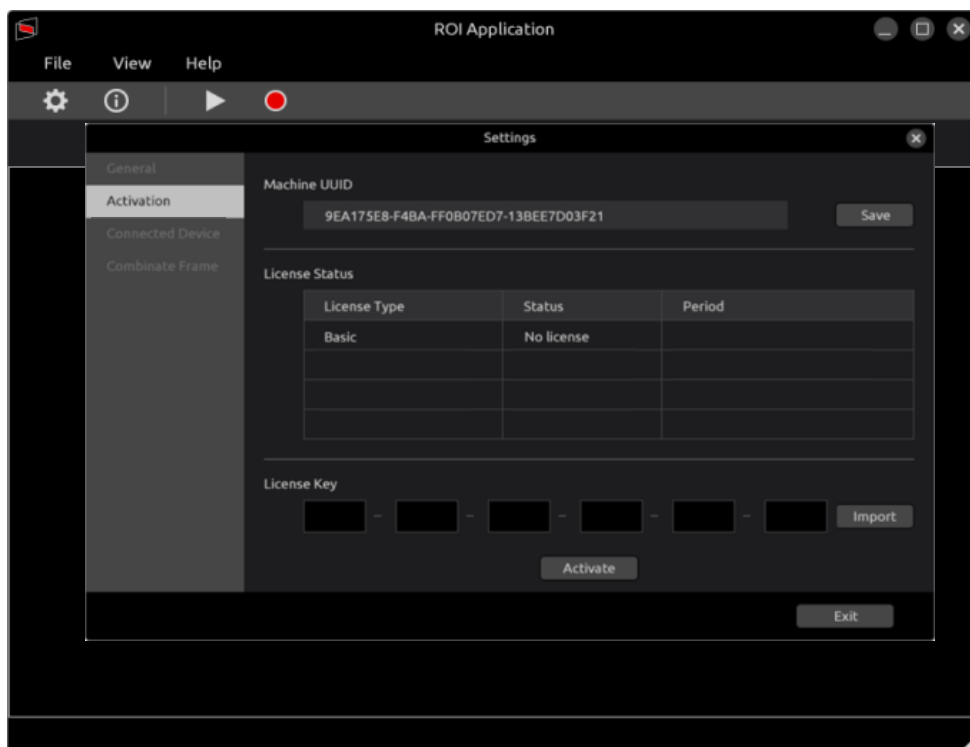 ROI Application
File View Help
Settings
General
Activation
Connected Device
Combinate Frame
Machine UUID
9EA175E8-F4BA-FF0B07ED7-13BEE7D03F21 Save
License Status
License Type Status Period
Basic No license
License Key
- - - - - Import
Activate
Exit